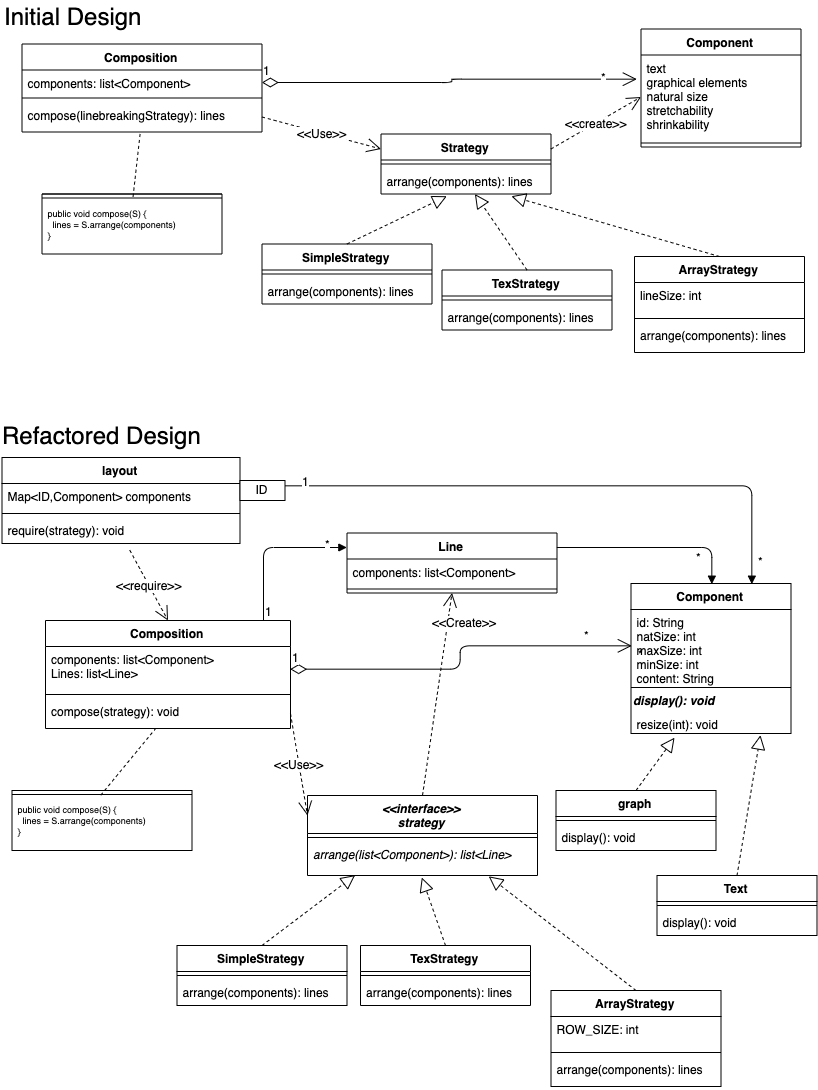 Initial Design
Composition
components: list<Component>
compose(linebreakingStrategy): lines
1
*
Component
text
graphical elements
natural size
stretchability
shrinkability
<<Use>>
<<create>>
Strategy
arrange(components): lines
public void compose(S) {
lines = S.arrange(components)
}
SimpleStrategy
arrange(components): lines
TexStrategy
arrange(components): lines
ArrayStrategy
lineSize: int
arrange(components): lines
Refactored Design
layout
Map<ID,Component> components
require(strategy): void
ID
1
*
<<require>>
Line
components: list<Component>
*
1
*
Composition
components: list<Component>
Lines: list<Line>
compose(strategy): void
1
*
<<Create>>
Component
id: String
natSize: int
maxSize: int
minSize: int
content: String
display(): void
resize(int): void
<<Use>>
public void compose(S) {
lines = S.arrange(components)
}
<<interface>>
strategy
arrange(list<Component>): list<Line>
graph
display(): void
Text
display(): void
SimpleStrategy
arrange(components): lines
TexStrategy
arrange(components): lines
ArrayStrategy
ROW_SIZE: int
arrange(components): lines